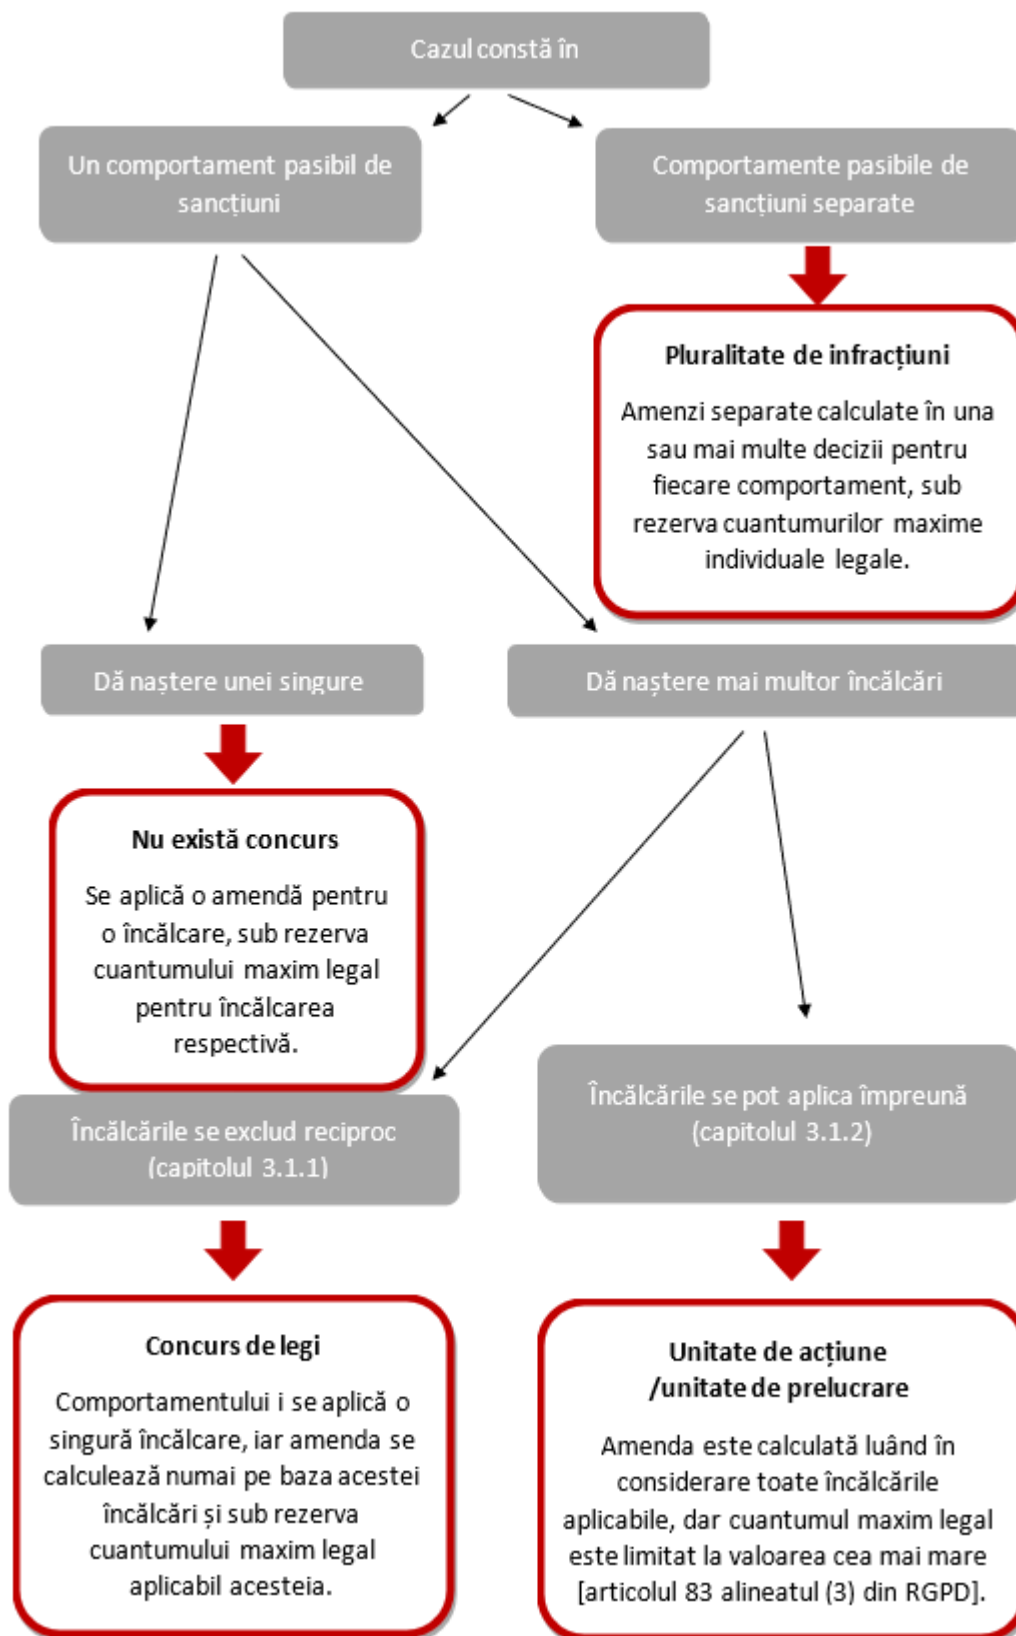 Cazul constă în
Un comportament pasibil de
sancțiuni
Comportamente pasibile de
sancțiuni separate
Pluralitate de infracțiuni
Amenzi separate calculate în una
sau mai multe decizii pentru
fiecare comportament, sub
rezerva cuantumurilor maxime
individuale legale.
Dă naștere unei singure
Dă naștere mai multor încălcări
Nu există concurs
Se aplică o amendă pentru
o încălcare, sub rezerva
cuantumului maxim legal
pentru încălcarea
respectivă.
Încălcările se exclud reciproc
(capitolul 3.1.1)
Încălcările se pot aplica împreună
(capitolul 3.1.2)
Concurs de legi
Comportamentului i se aplică o
singură încălcare, iar amenda se
calculează numai pe baza acestei
încălcări și sub rezerva
cuantumului maxim legal
aplicabil acesteia.
Unitate de acțiune
/unitate de prelucrare
Amenda este calculată luând în
considerare toate încălcările
aplicabile, dar cuantumul maxim legal
este limitat la valoarea cea mai mare
[articolul 83 alineatul (3) din RGPD].